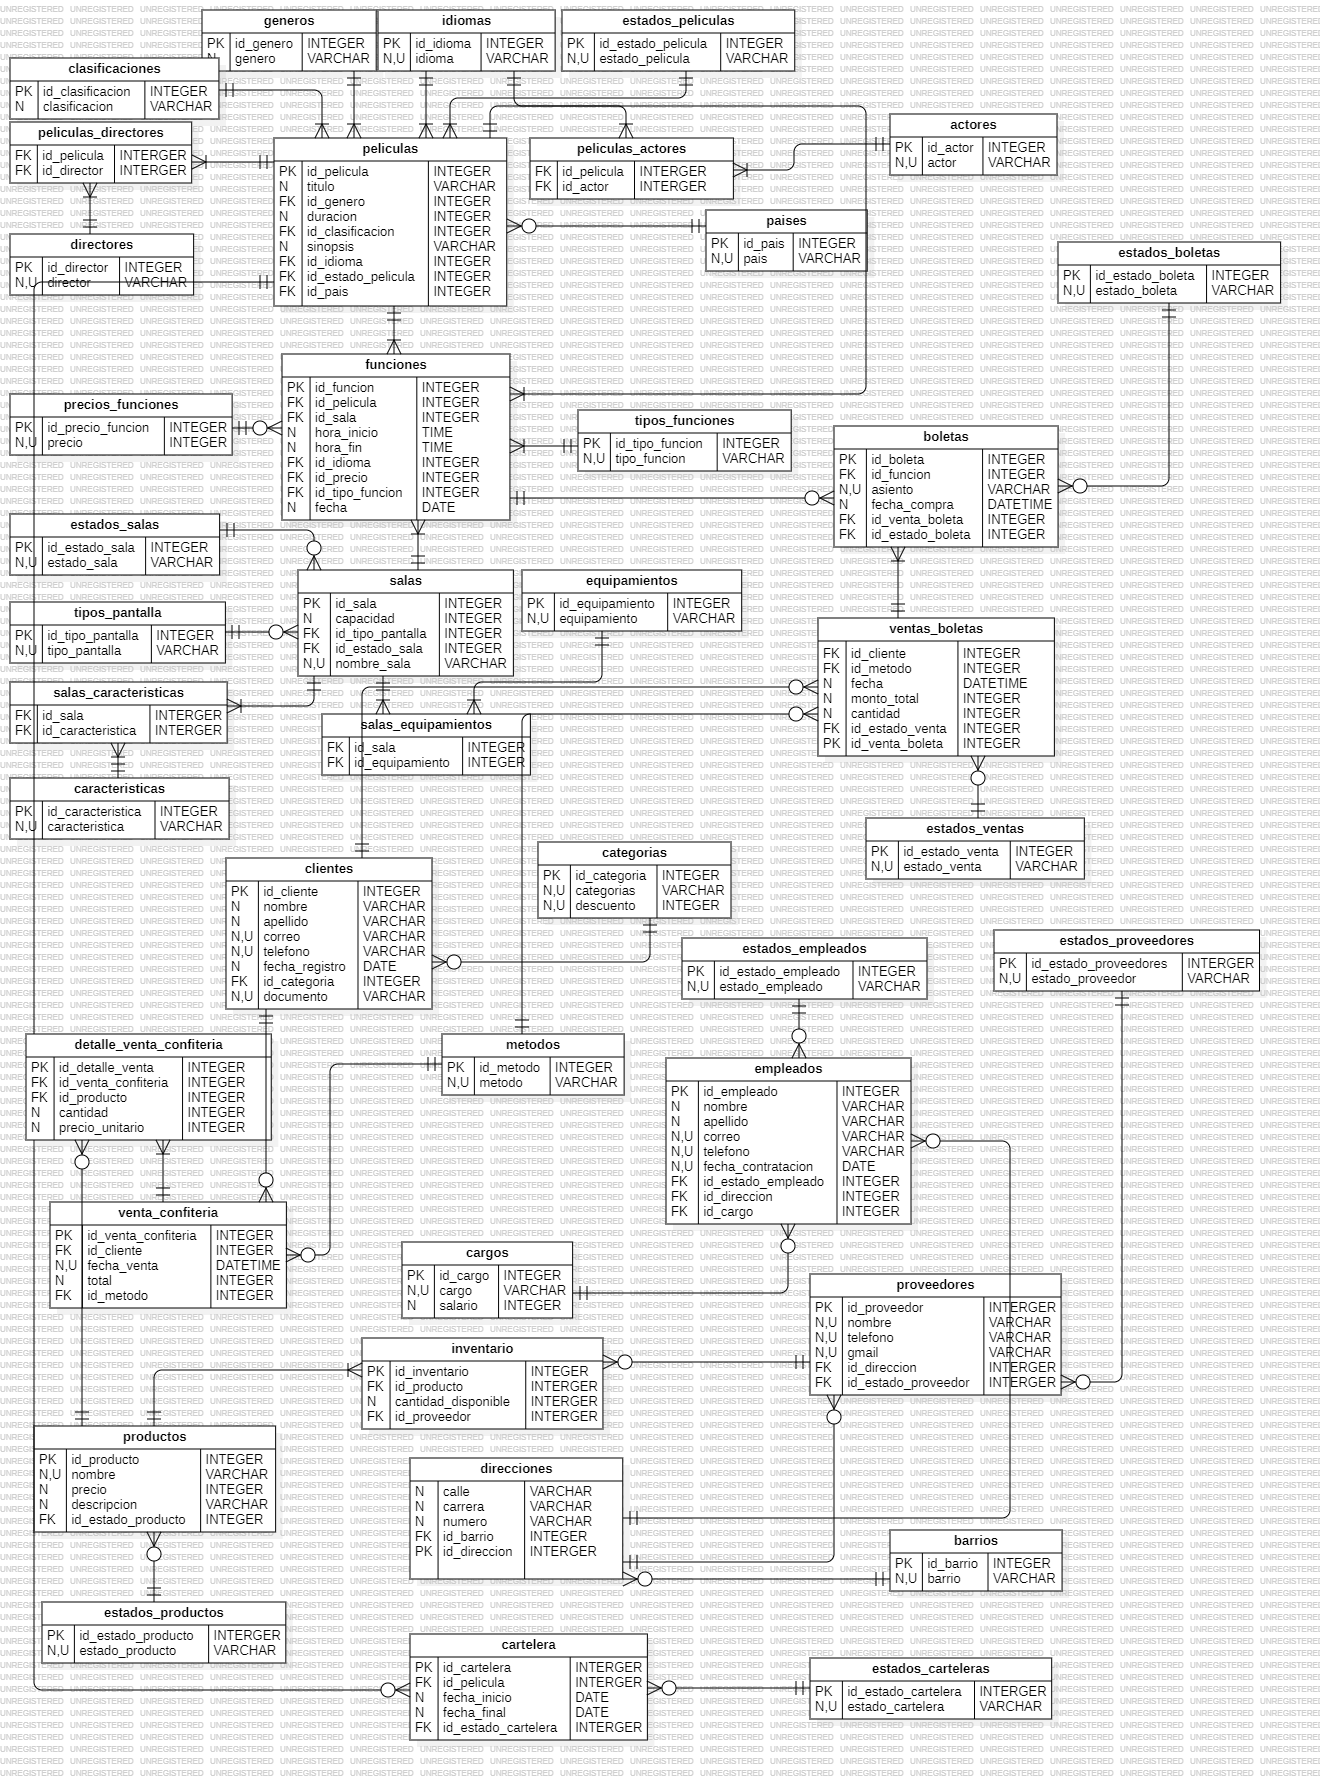 generos
PK id_genero INTEGER
N genero VARCHAR
idiomas
PK id_idioma INTEGER
N,U idioma VARCHAR
estados_peliculas
PK id_estado_pelicula INTEGER
N,U estado_pelicula VARCHAR
clasificaciones
PK id_clasificacion INTEGER
N clasificacion VARCHAR
peliculas_directores
FK id_pelicula INTERGER
FK id_director INTERGER
peliculas
PK id_pelicula INTEGER
N titulo VARCHAR
FK id_genero INTEGER
N duracion INTEGER
FK id_clasificacion INTEGER
N sinopsis VARCHAR
FK id_idioma INTEGER
FK id_estado_pelicula INTEGER
FK id_pais INTEGER
peliculas_actores
FK id_pelicula INTERGER
FK id_actor INTERGER
actores
PK id_actor INTEGER
N,U actor VARCHAR
paises
PK id_pais INTEGER
N,U pais VARCHAR
directores
PK id_director INTEGER
N,U director VARCHAR
estados_boletas
PK id_estado_boleta INTEGER
N,U estado_boleta VARCHAR
funciones
PK id_funcion INTEGER
FK id_pelicula INTEGER
FK id_sala INTEGER
N hora_inicio TIME
N hora_fin TIME
FK id_idioma INTEGER
FK id_precio INTEGER
FK id_tipo_funcion INTEGER
N fecha DATE
precios_funciones
PK id_precio_funcion INTEGER
N,U precio INTEGER
tipos_funciones
PK id_tipo_funcion INTEGER
N,U tipo_funcion VARCHAR
boletas
PK id_boleta INTEGER
FK id_funcion INTEGER
N,U asiento VARCHAR
N fecha_compra DATETIME
FK id_venta_boleta INTEGER
FK id_estado_boleta INTEGER
estados_salas
PK id_estado_sala INTEGER
N,U estado_sala VARCHAR
salas
PK id_sala INTEGER
N capacidad INTEGER
FK id_tipo_pantalla INTEGER
FK id_estado_sala INTEGER
N,U nombre_sala VARCHAR
equipamientos
PK id_equipamiento INTEGER
N,U equipamiento VARCHAR
tipos_pantalla
PK id_tipo_pantalla INTEGER
N,U tipo_pantalla VARCHAR
ventas_boletas
FK id_cliente INTEGER
FK id_metodo INTEGER
N fecha DATETIME
N monto_total INTEGER
N cantidad INTEGER
FK id_estado_venta INTEGER
PK id_venta_boleta INTEGER
salas_caracteristicas
FK id_sala INTERGER
FK id_caracteristica INTERGER
salas_equipamientos
FK id_sala INTEGER
FK id_equipamiento INTEGER
caracteristicas
PK id_caracteristica INTEGER
N,U caracteristica VARCHAR
estados_ventas
PK id_estado_venta INTEGER
N,U estado_venta VARCHAR
clientes
PK id_cliente INTEGER
N nombre VARCHAR
N apellido VARCHAR
N,U correo VARCHAR
N,U telefono VARCHAR
N fecha_registro DATE
FK id_categoria INTEGER
N,U documento VARCHAR
categorias
PK id_categoria INTEGER
N,U categorias VARCHAR
N,U descuento INTEGER
estados_empleados
PK id_estado_empleado INTEGER
N,U estado_empleado VARCHAR
estados_proveedores
PK id_estado_proveedores INTERGER
N,U estado_proveedor VARCHAR
detalle_venta_confiteria
PK id_detalle_venta INTEGER
FK id_venta_confiteria INTEGER
FK id_producto INTEGER
N cantidad INTEGER
N precio_unitario INTEGER
metodos
PK id_metodo INTEGER
N,U metodo VARCHAR
empleados
PK id_empleado INTEGER
N nombre VARCHAR
N apellido VARCHAR
N,U correo VARCHAR
N,U telefono VARCHAR
N,U fecha_contratacion DATE
FK id_estado_empleado INTEGER
FK id_direccion INTEGER
FK id_cargo INTEGER
venta_confiteria
PK id_venta_confiteria INTEGER
FK id_cliente INTEGER
N,U fecha_venta DATETIME
N total INTEGER
FK id_metodo INTEGER
cargos
PK id_cargo INTEGER
N,U cargo VARCHAR
N salario INTEGER
proveedores
PK id_proveedor INTERGER
N,U nombre VARCHAR
N,U telefono VARCHAR
N,U gmail VARCHAR
FK id_direccion INTERGER
FK id_estado_proveedor INTERGER
inventario
PK id_inventario INTEGER
FK id_producto INTERGER
N cantidad_disponible INTERGER
FK id_proveedor INTERGER
productos
PK id_producto INTEGER
N,U nombre VARCHAR
N precio INTEGER
N descripcion VARCHAR
FK id_estado_producto INTEGER
direcciones
N calle VARCHAR
N carrera VARCHAR
N numero VARCHAR
FK id_barrio INTEGER
PK id_direccion INTERGER
barrios
PK id_barrio INTEGER
N,U barrio VARCHAR
estados_productos
PK id_estado_producto INTERGER
N,U estado_producto VARCHAR
cartelera
PK id_cartelera INTERGER
FK id_pelicula INTERGER
N fecha_inicio DATE
N fecha_final DATE
FK id_estado_cartelera INTERGER
estados_carteleras
PK id_estado_cartelera INTERGER
N,U estado_cartelera VARCHAR